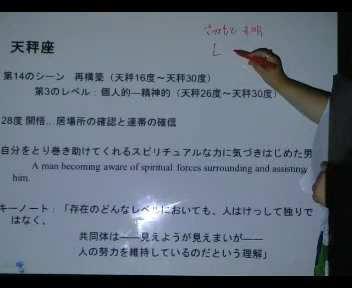 天秤座
第14のシーン 再構築（天秤16度～天秤30度）
第3のレベル：個人的―精神的（天秤26度～天秤30度）
28度 開悟…居場所の確認と連帯の確信
自分をとり巻き助けてくれるスピリチュアルな力に気づきはじめた男
A man becoming aware of spiritual forces surrounding and assisting
him.
キーノート：「存在のどんなレベルにおいても、人はけっして独りで
はなく、
共同体は――見えようが見えまいが――
人の努力を維持しているのだという理解」